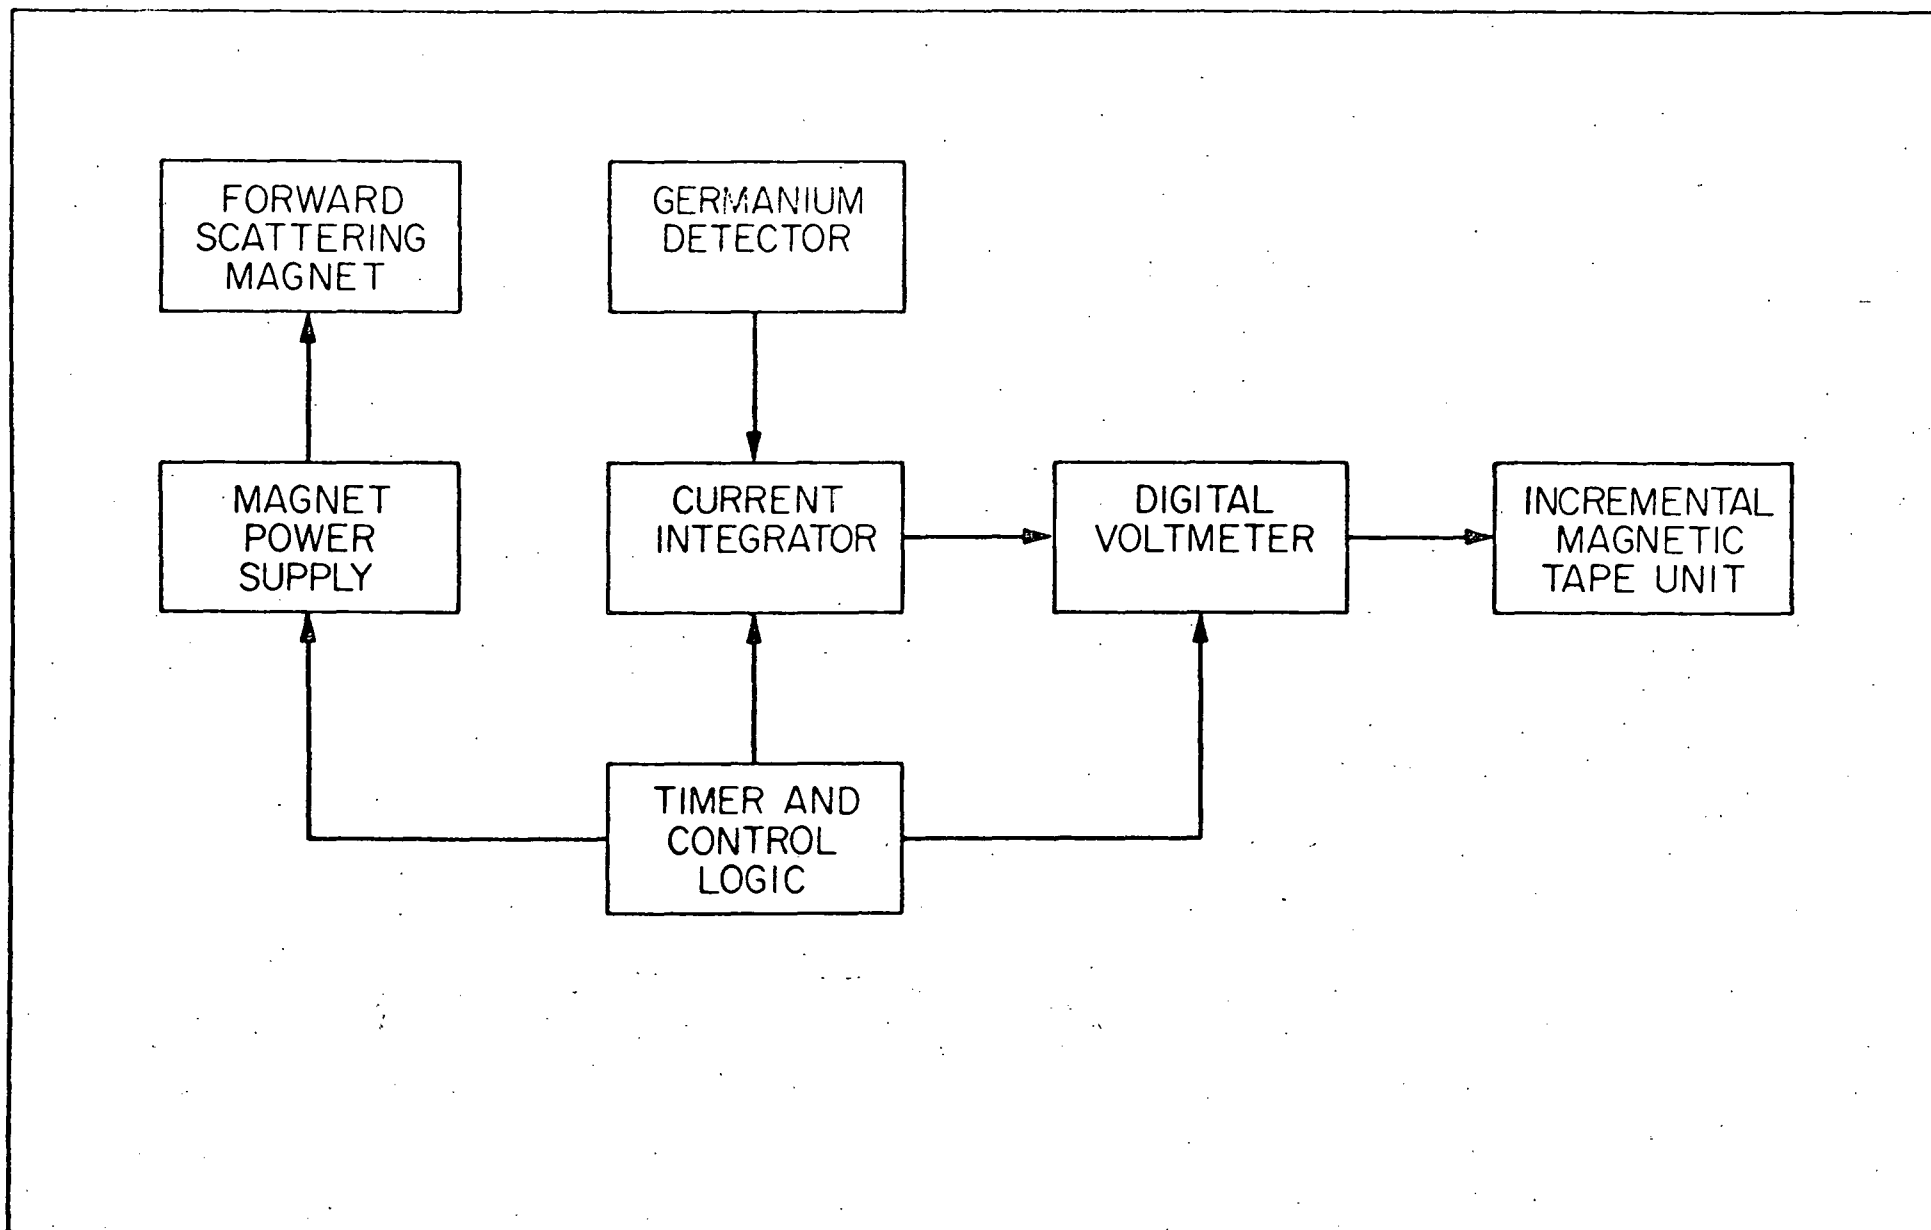 FORWARD
SCATTERING
MAGNET
GERMANIUM
DETECTOR
MAGNET
POWER
SUPPLY
CURRENT
INTEGRATOR
DIGITAL
VOLTMETER
INCREMENTAL
MAGNETIC
TAPE UNIT
TIMER AND
CONTROL
LOGIC